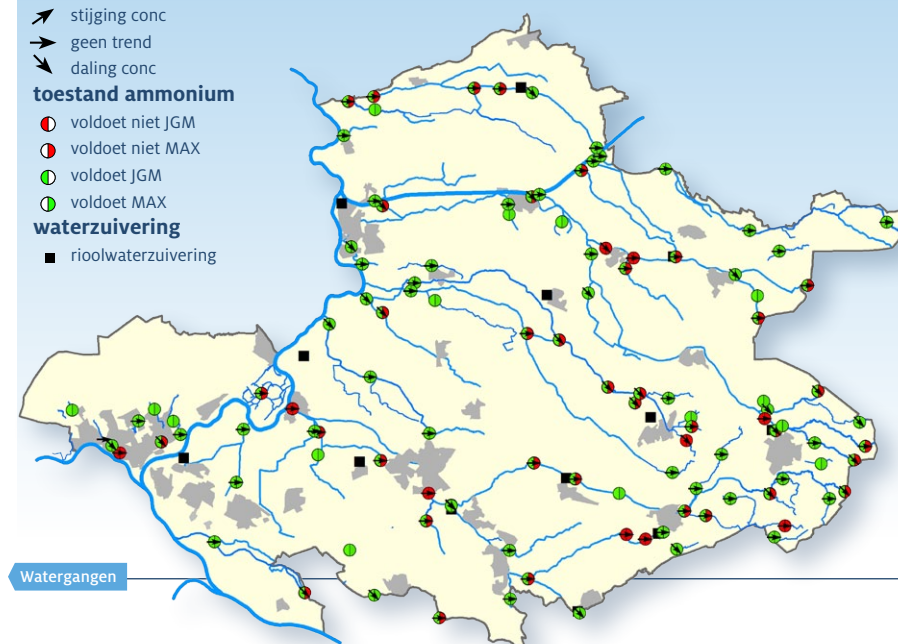 stijging conc
geen trend
daling conc
toestand ammonium
voldoet niet JGM
voldoet niet MAX
voldoet JGM
voldoet MAX
waterzuivering
rioolwaterzuivering
Watergangen